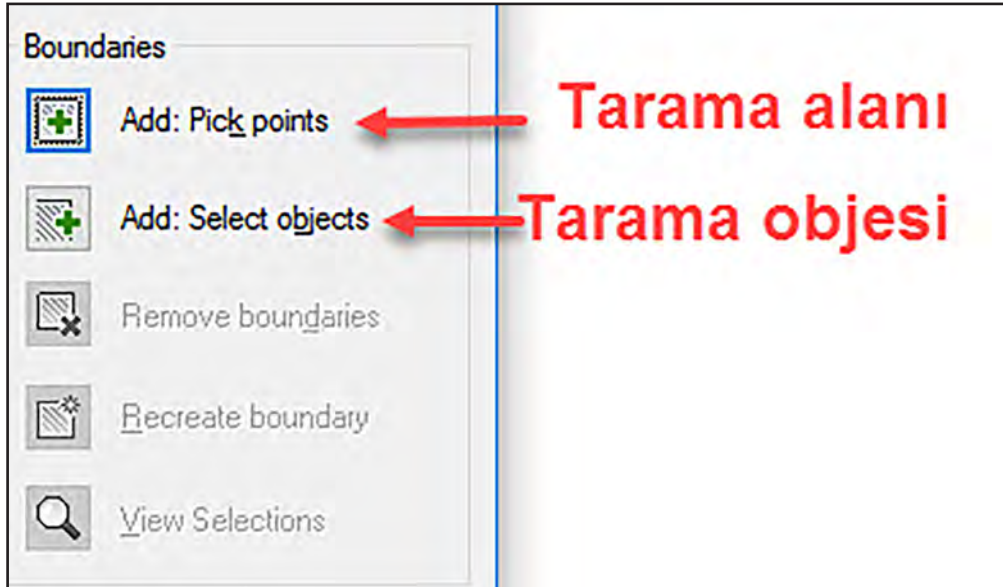 Boundaries
Add: Pick points
Tarama alanı
Add: Select objects
Tarama objesi
Remove boundaries
Recreate boundary
View Selections